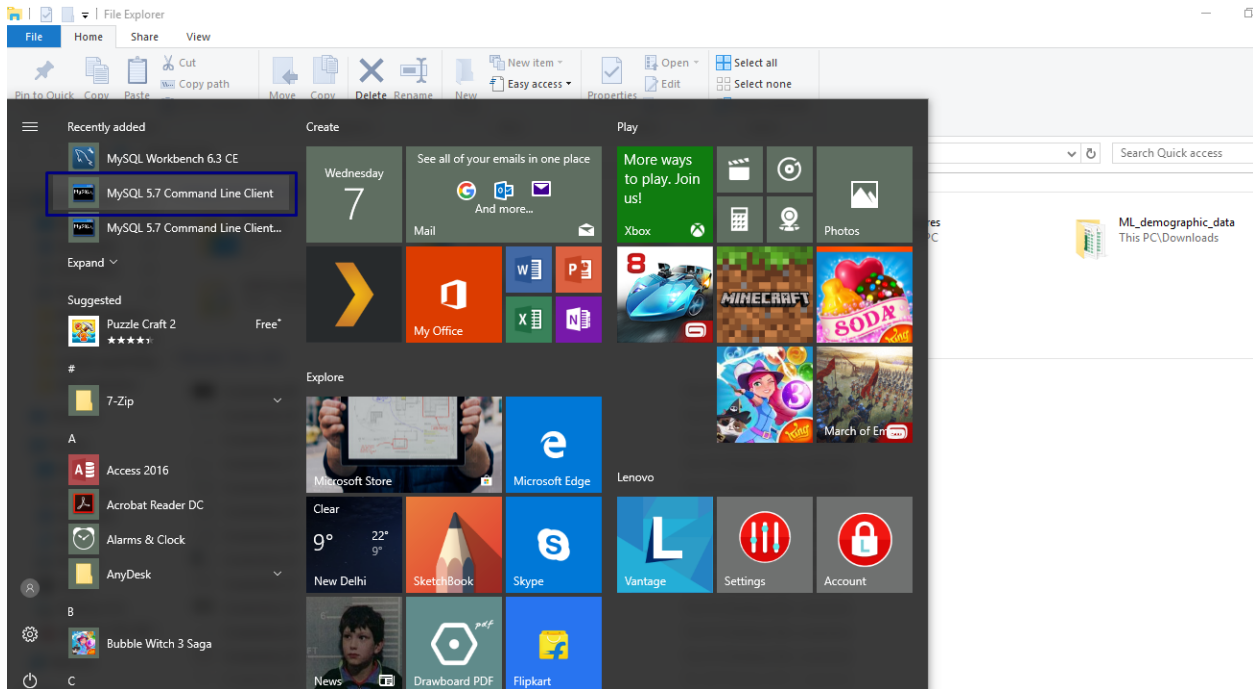 File Explorer
File Home Share View
Cut
Copy path
Pin to Quick Copy Paste
Move Copy Delete Rename New
New item
Easy access
Properties
Open
Edit
Select all
Select none
Search Quick access
ML_demographic_data
This PC\Downloads
Recently added
MySQL Workbench 6.3 CE
MySQL 5.7 Command Line Client
MySQL 5.7 Command Line Client...
Expand
Suggested
Puzzle Craft 2 Free*
#
7-Zip
A
Access 2016
Acrobat Reader DC
Alarms & Clock
AnyDesk
B
Bubble Witch 3 Saga
C
Create
Wednesday
7
See all of your emails in one place
And more...
Mail
My Office
Explore
Microsoft Store
Microsoft Edge
Clear
9° 22°
9°
New Delhi
SketchBook
Skype
News
pdf
Drawboard PDF
Flipkart
Play
More ways
to play. Join
us!
Xbox
Photos
8
MINECRAFT
SODA
King
3
King
March of Em
Lenovo
L
Vantage
Settings
L
Account